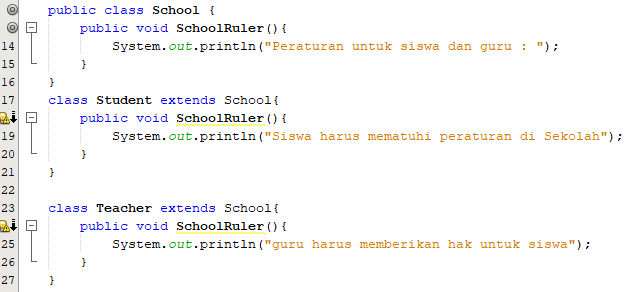 public class School {
public void SchoolRuler(){
14 System.out.println("Peraturan untuk siswa dan guru : ");
15 }
16 }
17 class Student extends School{
public void SchoolRuler(){
19 System.out.println("Siswa harus mematuhi peraturan di Sekolah");
20 }
21 }
22
23 class Teacher extends School{
public void SchoolRuler(){
25 System.out.println("guru harus memberikan hak untuk siswa");
26 }
27 }